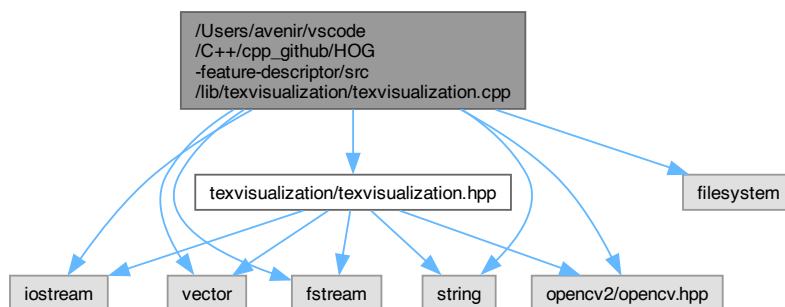 /Users/avenir/vscode
/C++/cpp_github/HOG
-feature-descriptor/src
/lib/texvisualization/texvisualization.cpp
texvisualization/texvisualization.hpp
filesystem
iostream
vector
fstream
string
opencv2/opencv.hpp